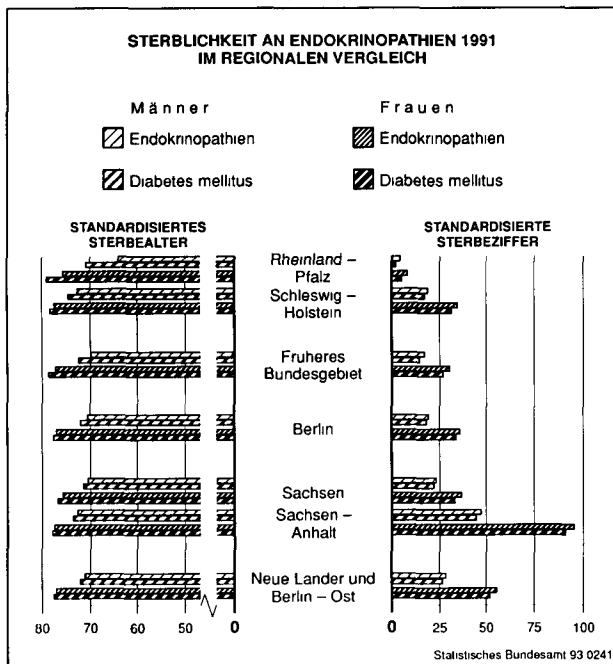 STERBLICHKEIT AN ENDOKRINOPATHIEN 1991
IM REGIONALEN VERGLEICH
Männer
Frauen
Endokrinopathien
Endokrinopathien
Diabetes mellitus
Diabetes mellitus
STANDARDISIERTES
STERBEALTER
STANDARDISIERTE
STERBEZIFFER
Rheinland –
Pfalz
Schleswig –
Holstein
Fruheres
Bundesgebiet
Berlin
Sachsen
Sachsen –
Anhalt
Neue Lander und
Berlin – Ost
80 70 60 50 0
0 25 50 75 100
Statistisches Bundesamt 93 0241